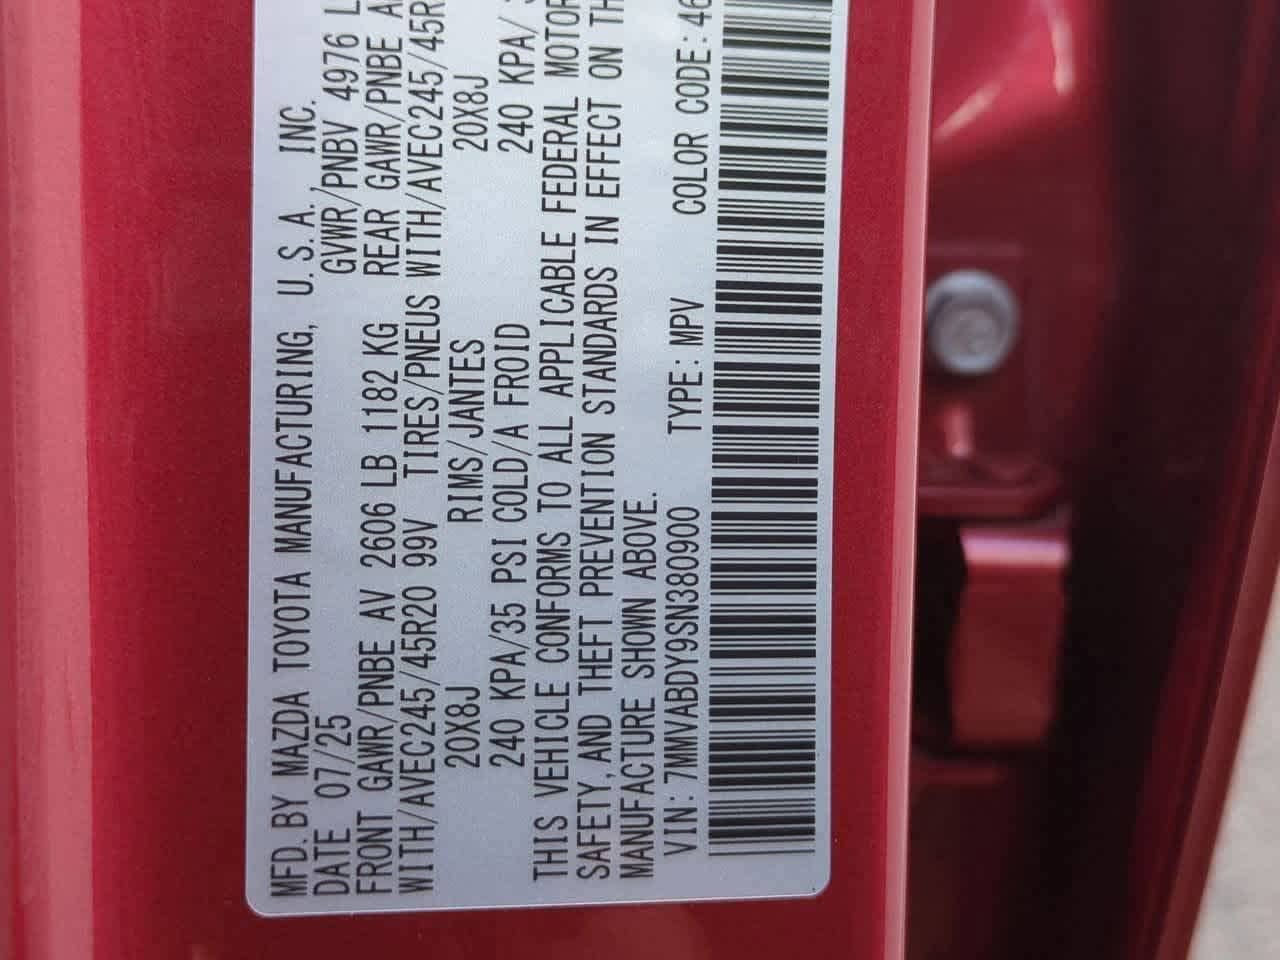 MFD. BY MAZDA TOYOTA MANUFACTURING, U.S.A., INC.
DATE 07/25 GVWR/PNBV 4976 L
FRONT GAWR/PNBE AV 2606 LB 1182 KG REAR GAWR/PNBE A
WITH/AVEC245/45R20 99V TIRES/PNEUS WITH/AVEC245/45R
20X8J RIMS/JANTES 20X8J
240 KPA/35 PSI COLD/A FROID 240 KPA/
THIS VEHICLE CONFORMS TO ALL APPLICABLE FEDERAL MOTOR
SAFETY, AND THEFT PREVENTION STANDARDS IN EFFECT ON TH
MANUFACTURE SHOWN ABOVE.
VIN: 7MMVABDY9SN380900 TYPE: MPV COLOR CODE: 46